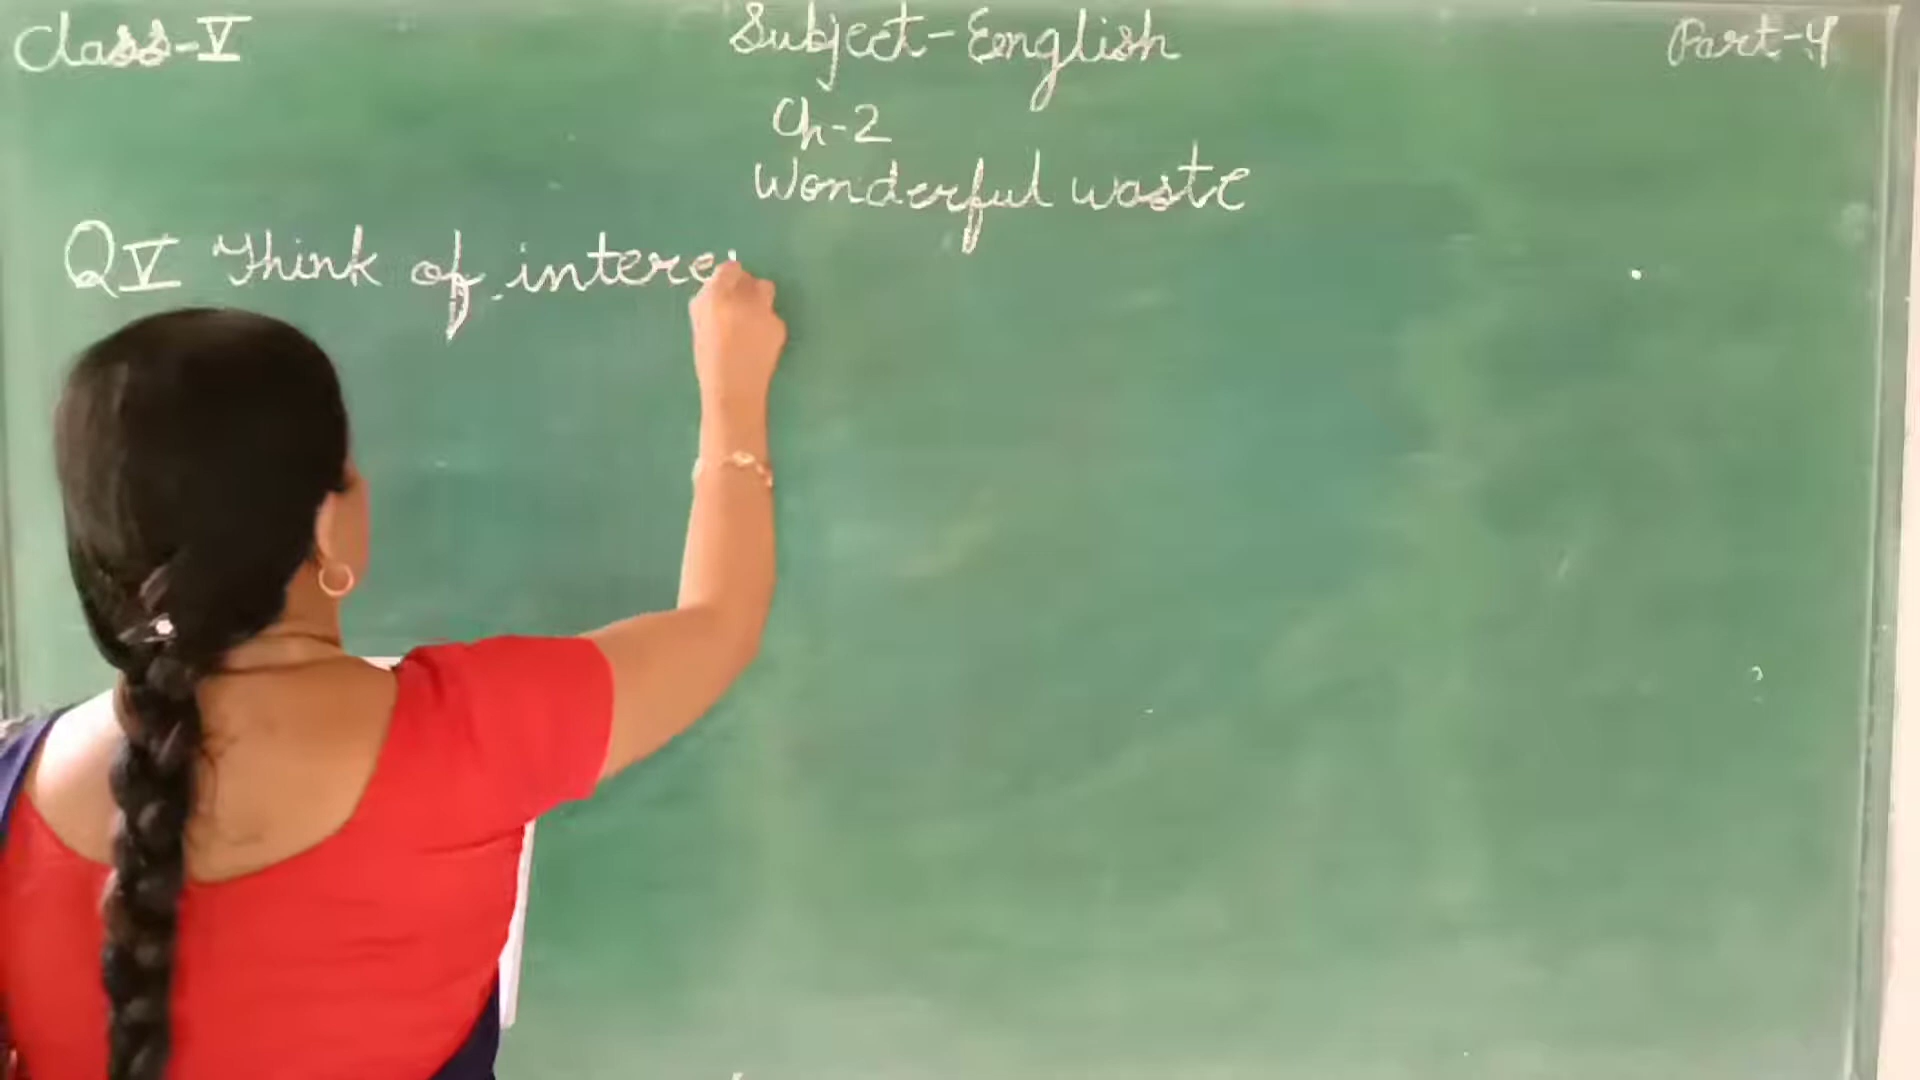 Class-V Subject-English Part-4
Ch-2
Wonderful waste
QV Think of intere